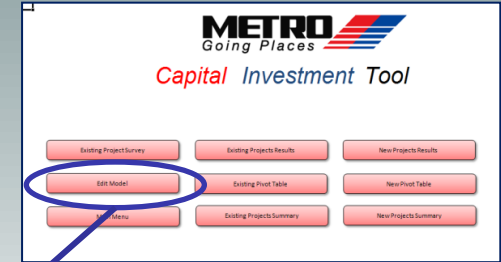 METRO
Going Places
Capital Investment Tool
Existing Project Survey
Existing Projects Results
New Projects Results
Edit Model
Existing Pivot Table
New Pivot Table
Menu
Existing Projects Summary
New Projects Summary